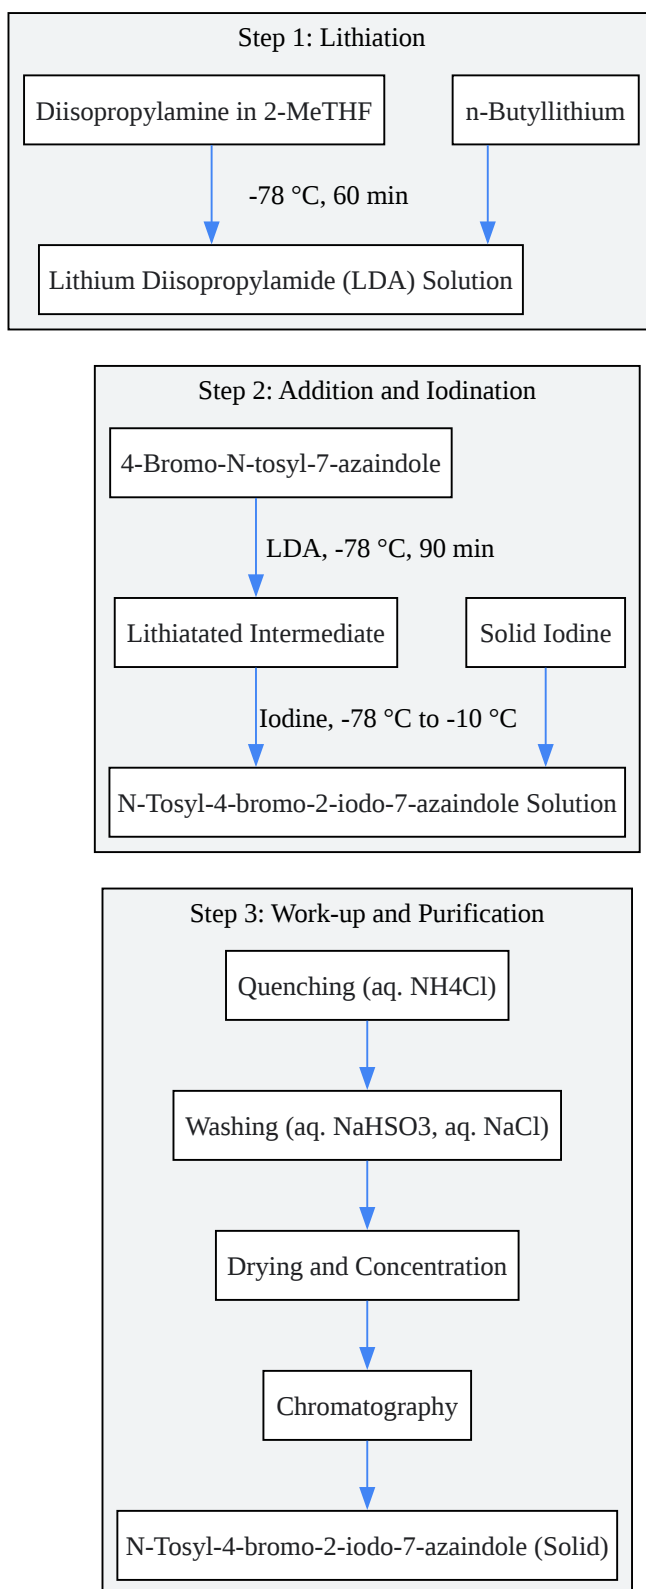 Step 1: Lithiation
Diisopropylamine in 2-MeTHF
n-Butyllithium
-78 °C, 60 min
Lithium Diisopropylamide (LDA) Solution
Step 2: Addition and Iodination
4-Bromo-N-tosyl-7-azaindole
LDA, -78 °C, 90 min
Lithiatated Intermediate
Solid Iodine
Iodine, -78 °C to -10 °C
N-Tosyl-4-bromo-2-iodo-7-azaindole Solution
Step 3: Work-up and Purification
Quenching (aq. NH4Cl)
Washing (aq. NaHSO3, aq. NaCl)
Drying and Concentration
Chromatography
N-Tosyl-4-bromo-2-iodo-7-azaindole (Solid)